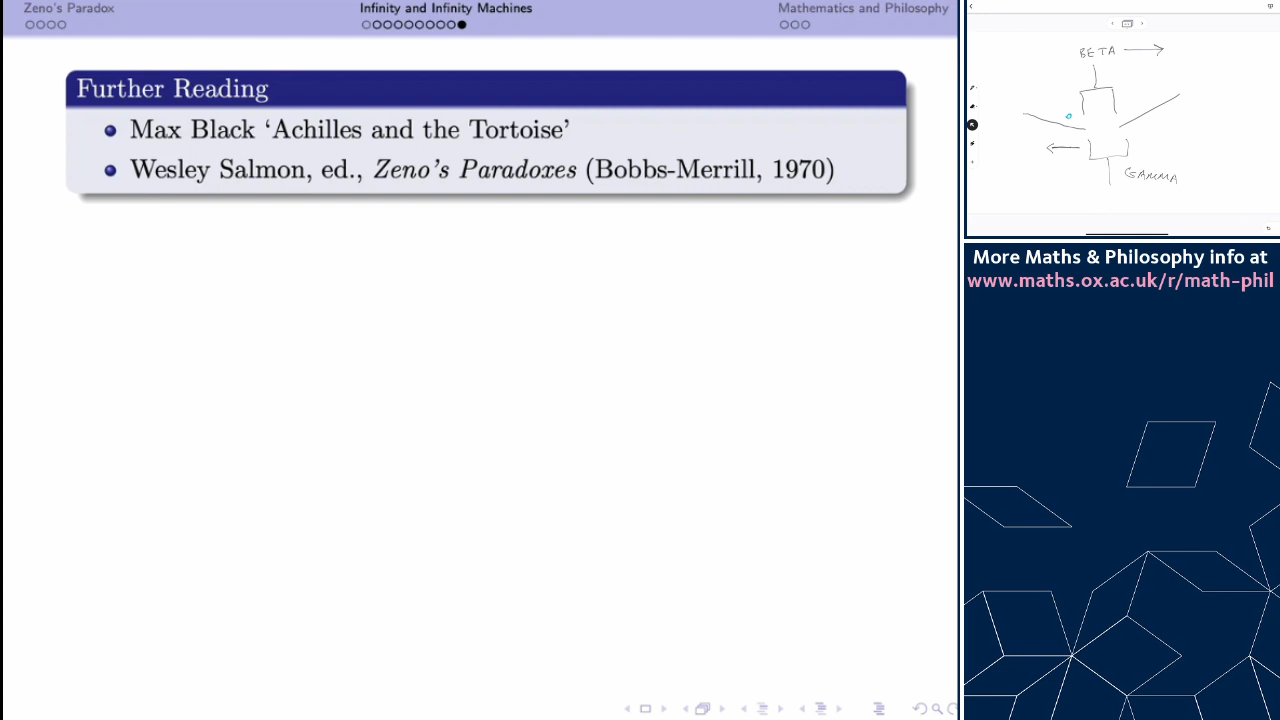 Zeno's Paradox
Infinity and Infinity Machines
Mathematics and Philosophy
Further Reading
Max Black ‘Achilles and the Tortoise’
Wesley Salmon, ed., Zeno's Paradoxes (Bobbs-Merrill, 1970)
BETA
GAMMA
More Maths & Philosophy info at
www.maths.ox.ac.uk/r/math-phil